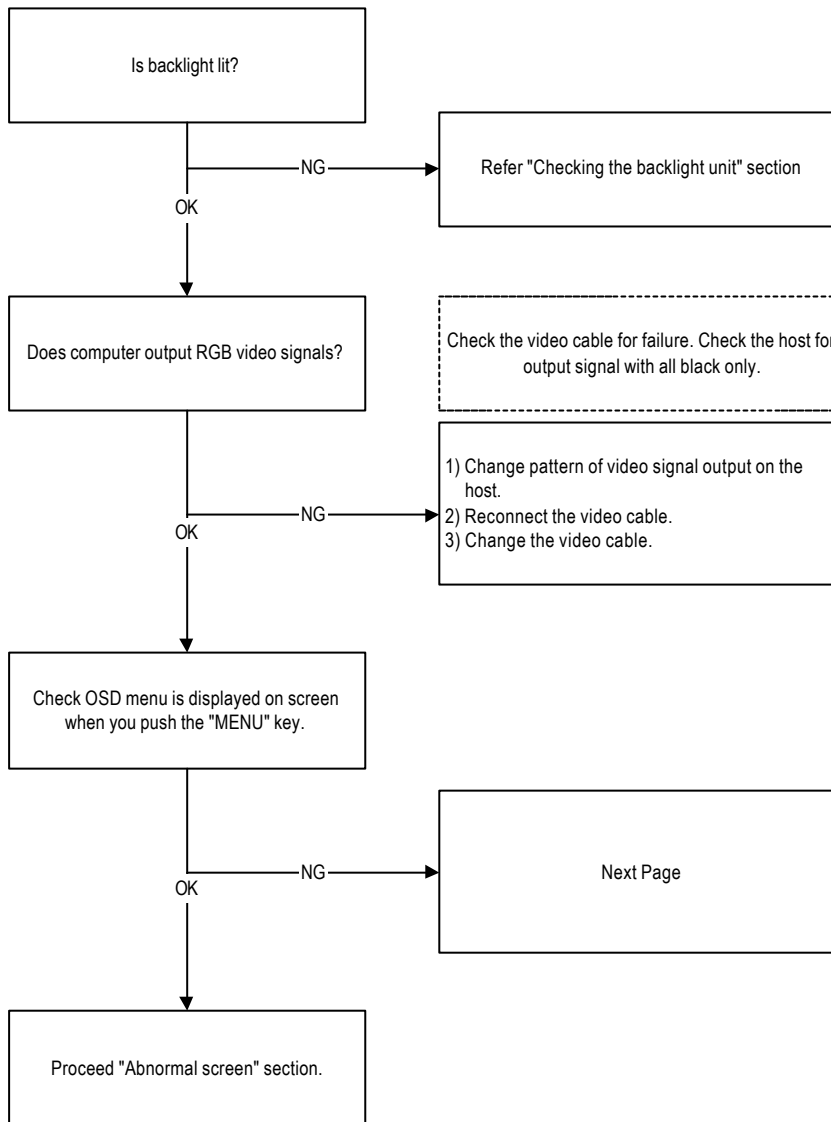 Is backlight lit?
NG
Refer "Checking the backlight unit" section
OK
Does computer output RGB video signals?
Check the video cable for failure. Check the host for
output signal with all black only.
NG
1) Change pattern of video signal output on the
host.
2) Reconnect the video cable.
3) Change the video cable.
OK
Check OSD menu is displayed on screen
when you push the "MENU" key.
NG
Next Page
OK
Proceed "Abnormal screen" section.